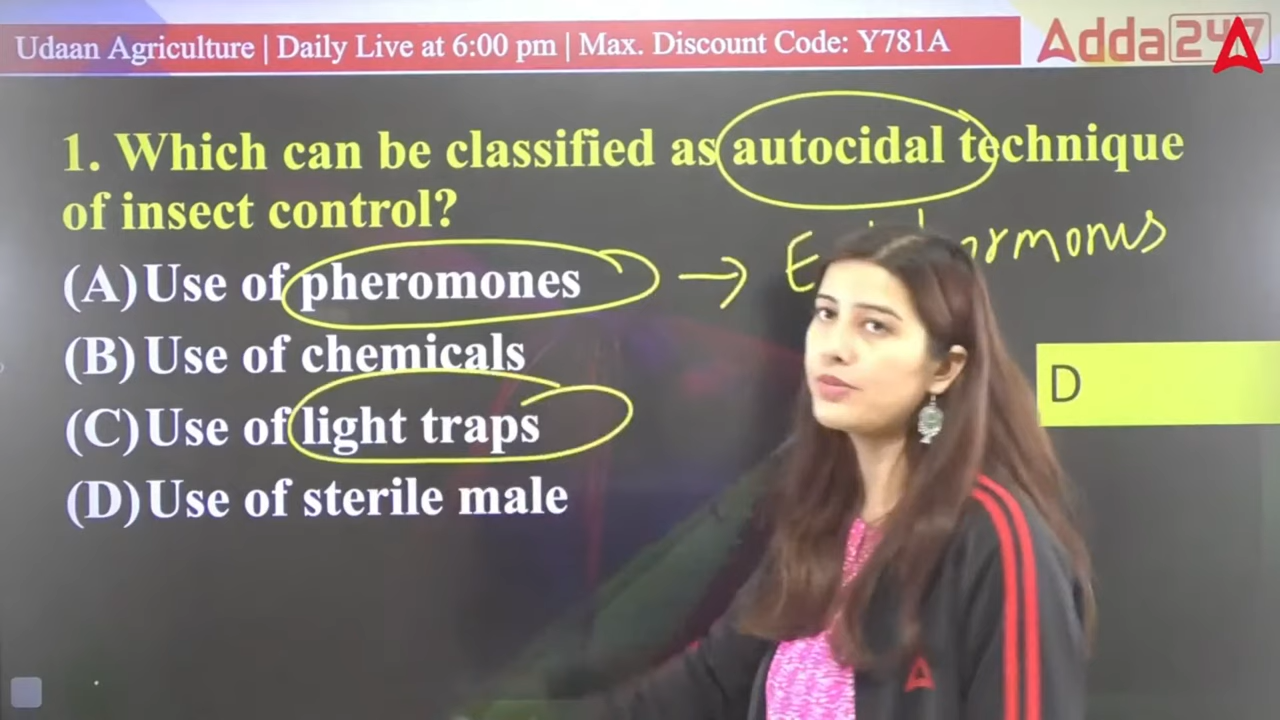 Udaan Agriculture | Daily Live at 6:00 pm | Max. Discount Code: Y781A
Adda247
1. Which can be classified as autocidal technique
of insect control?
(A) Use of pheromones →
(B) Use of chemicals
(C) Use of light traps
(D) Use of sterile male
D